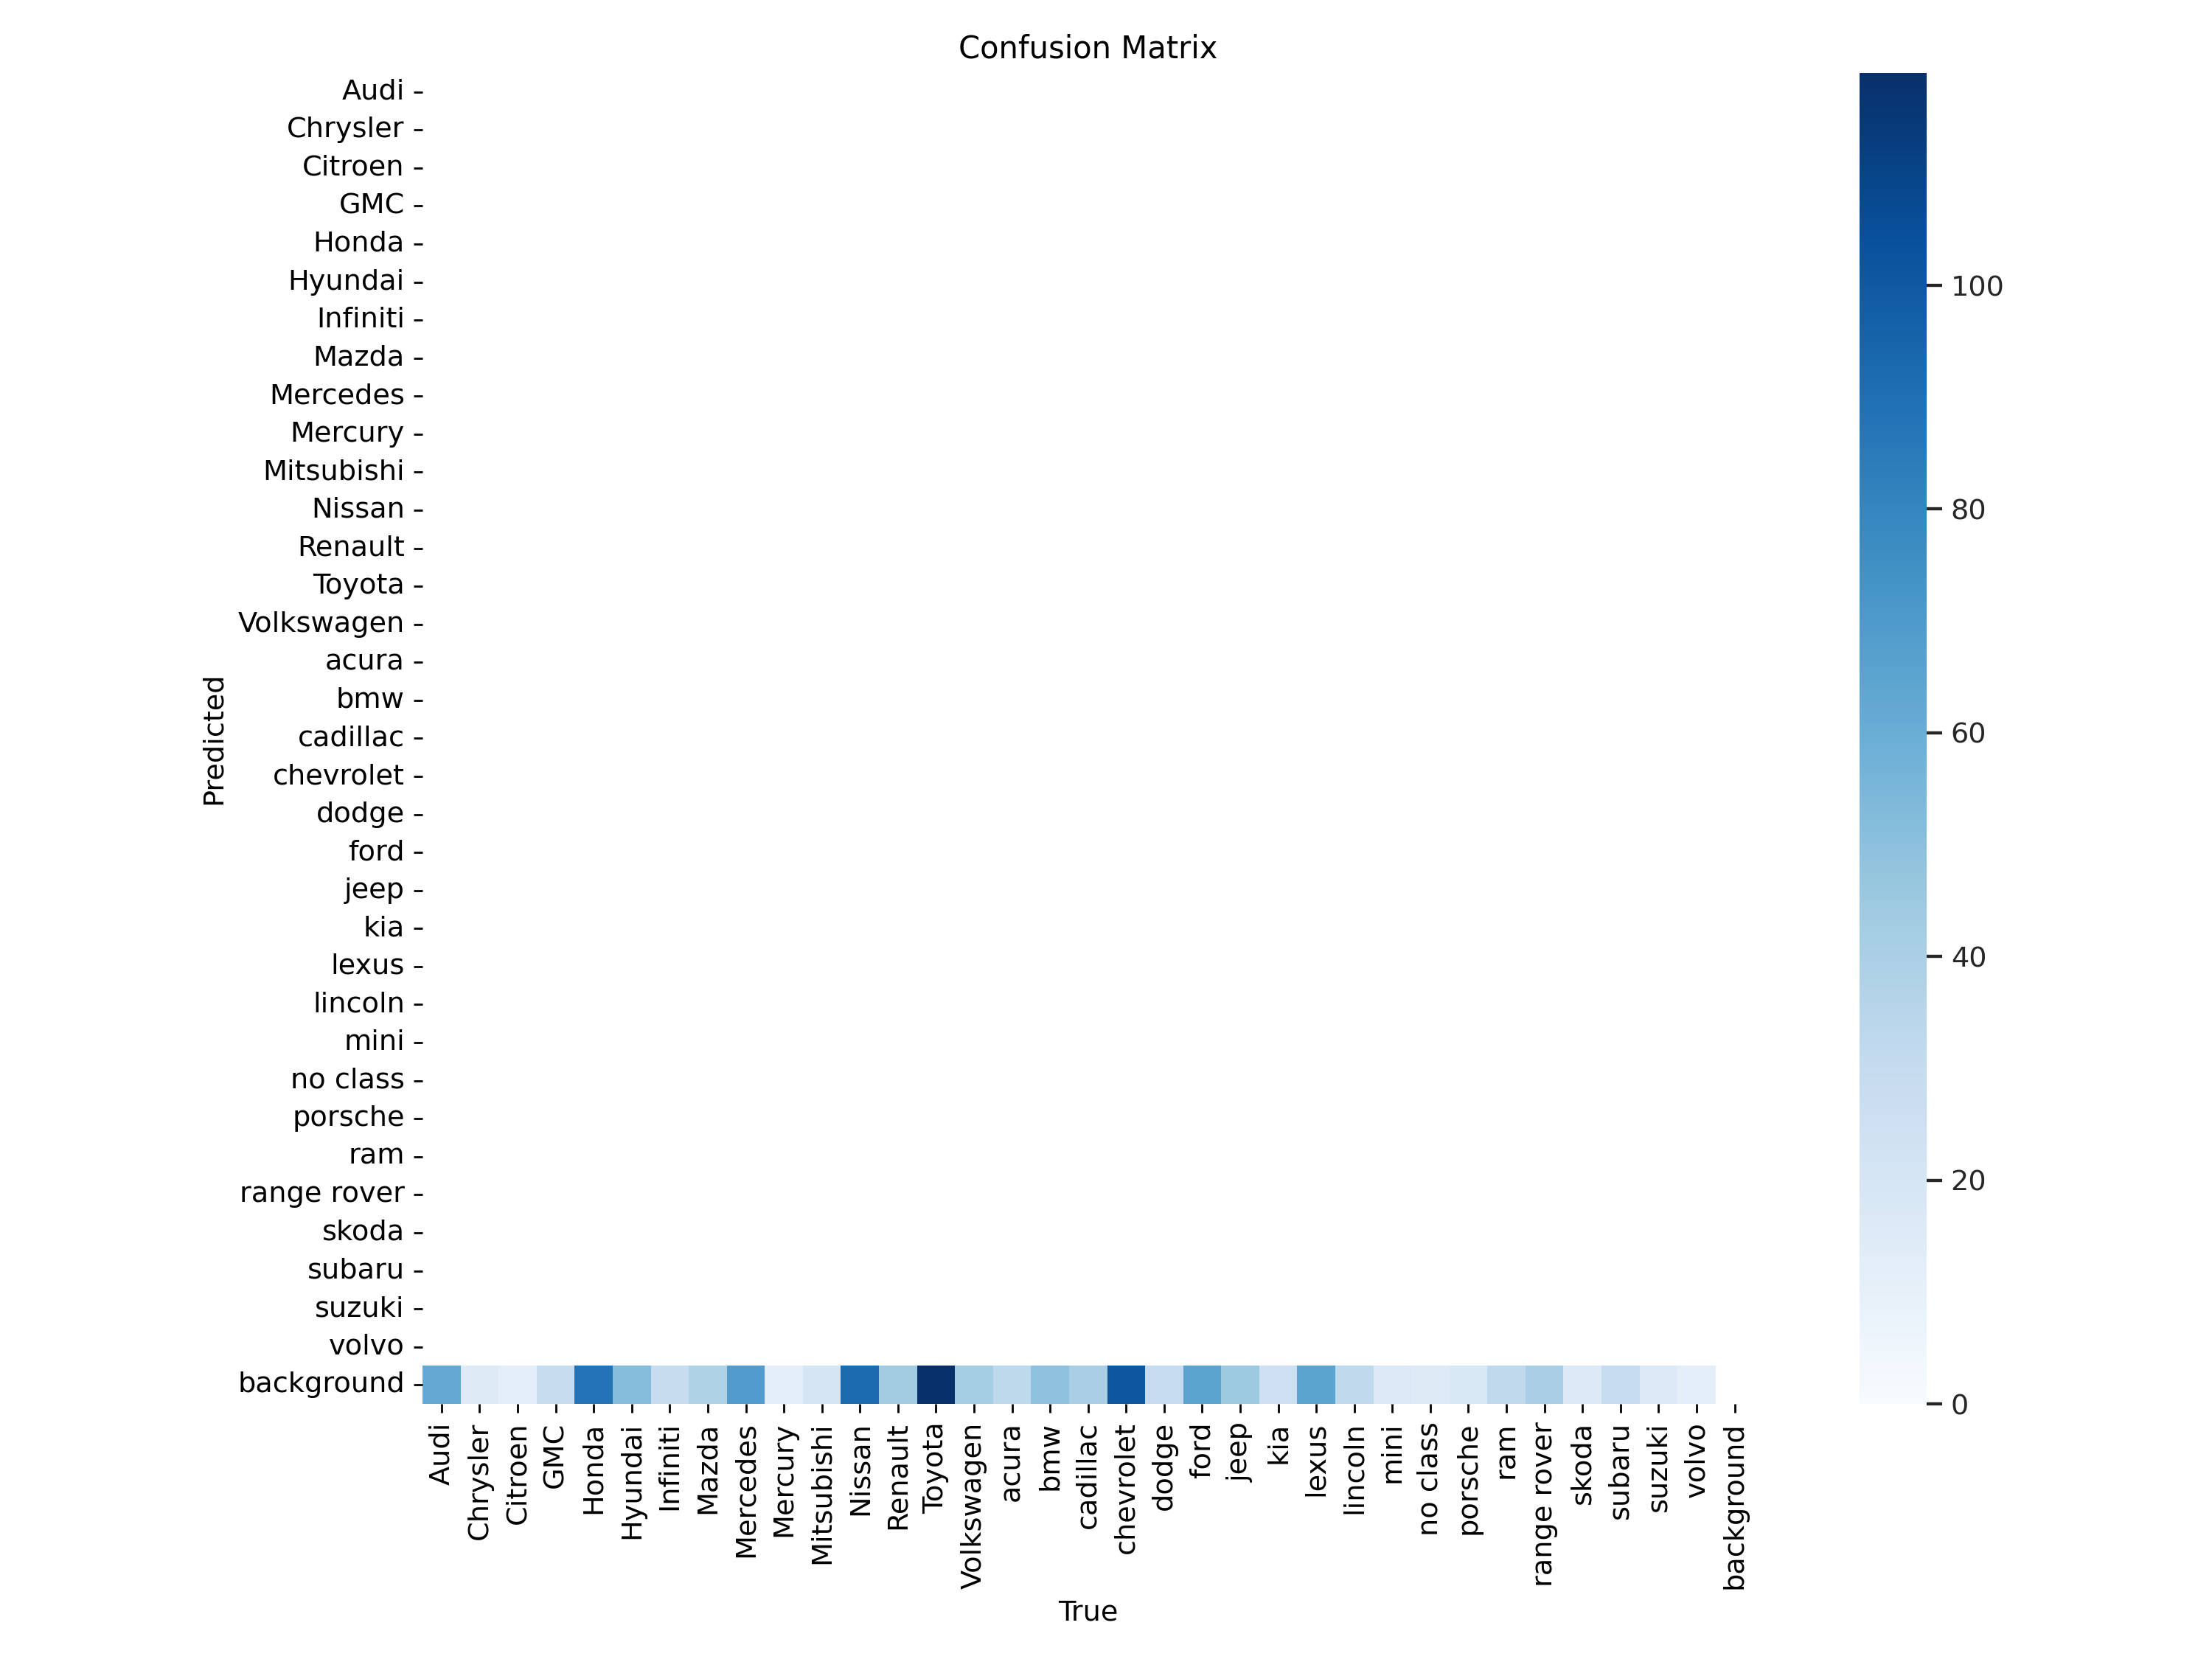 Confusion Matrix
Audi
Chrysler
Citroen
GMC
Honda
Hyundai
Infiniti
Mazda
Mercedes
Mercury
Mitsubishi
Nissan
Renault
Toyota
Volkswagen
acura
bmw
cadillac
chevrolet
dodge
ford
jeep
kia
lexus
lincoln
mini
no class
porsche
ram
range rover
skoda
subaru
suzuki
volvo
background
Predicted
Audi
Chrysler
Citroen
GMC
Honda
Hyundai
Infiniti
Mazda
Mercedes
Mercury
Mitsubishi
Nissan
Renault
Toyota
Volkswagen
acura
bmw
cadillac
chevrolet
dodge
ford
jeep
kia
lexus
lincoln
mini
no class
porsche
ram
range rover
skoda
subaru
suzuki
volvo
background
True
100
80
60
40
20
0